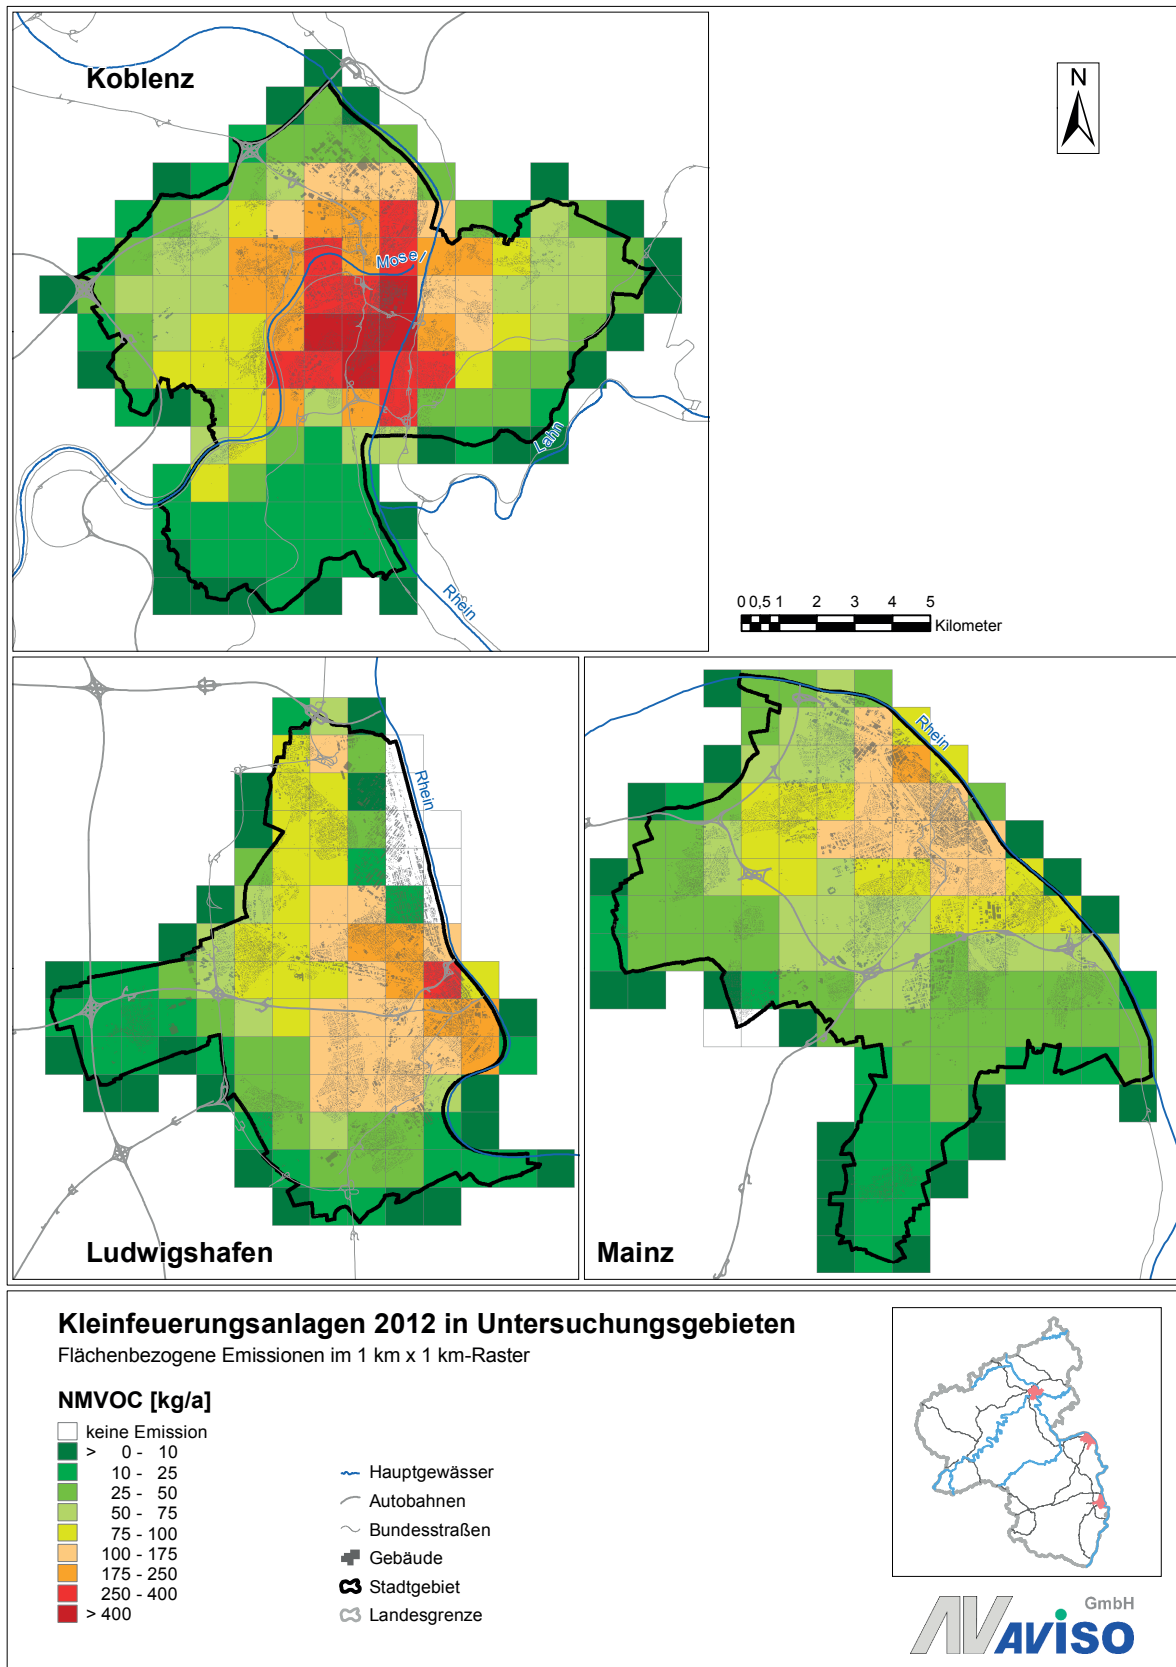 Koblenz
N
Mosel
Lahn
Rhein
0 0,5 1 2 3 4 5
Kilometer
Rhein
Ludwigshafen
Rhein
Mainz
Kleinfeuerungsanlagen 2012 in Untersuchungsgebieten
Flächenbezogene Emissionen im 1 km x 1 km-Raster
NMVOC [kg/a]
keine Emission
> 0 - 10
10 - 25
25 - 50
50 - 75
75 - 100
100 - 175
175 - 250
250 - 400
> 400
Hauptgewässer
Autobahnen
Bundesstraßen
Gebäude
Stadtgebiet
Landesgrenze
GmbH
AVISO